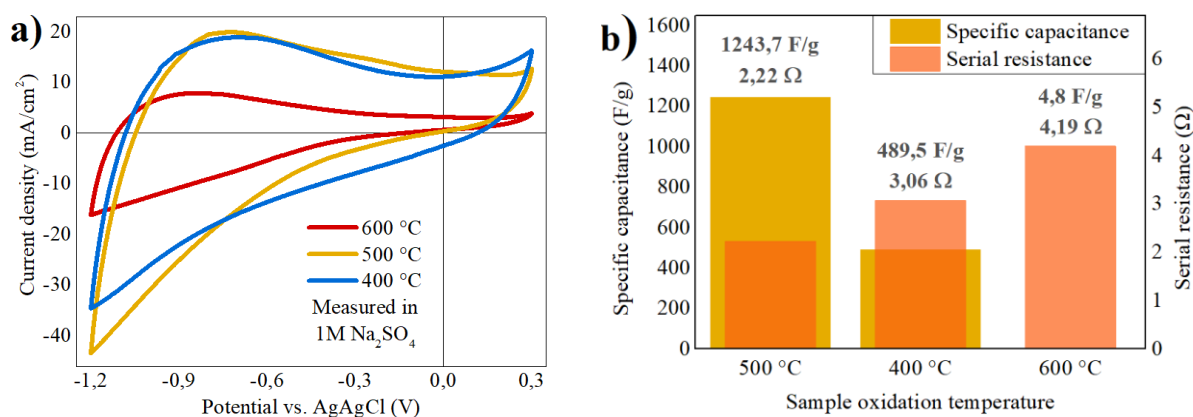 a)
Current density (mA/cm²)
20
10
0
-10
-20
-30
-40
600 °C
500 °C
400 °C
Measured in
1M Na₂SO₄
-1,2
-0,9
-0,6
-0,3
0,0
0,3
Potential vs. AgAgCl (V)
b)
Specific capacitance (F/g)
1600
1400
1200
1000
800
600
400
200
0
Specific capacitance
Serial resistance
1243,7 F/g
2,22 Ω
489,5 F/g
3,06 Ω
4,8 F/g
4,19 Ω
6
5
4
3
2
1
0
Serial resistance (Ω)
500 °C
400 °C
600 °C
Sample oxidation temperature